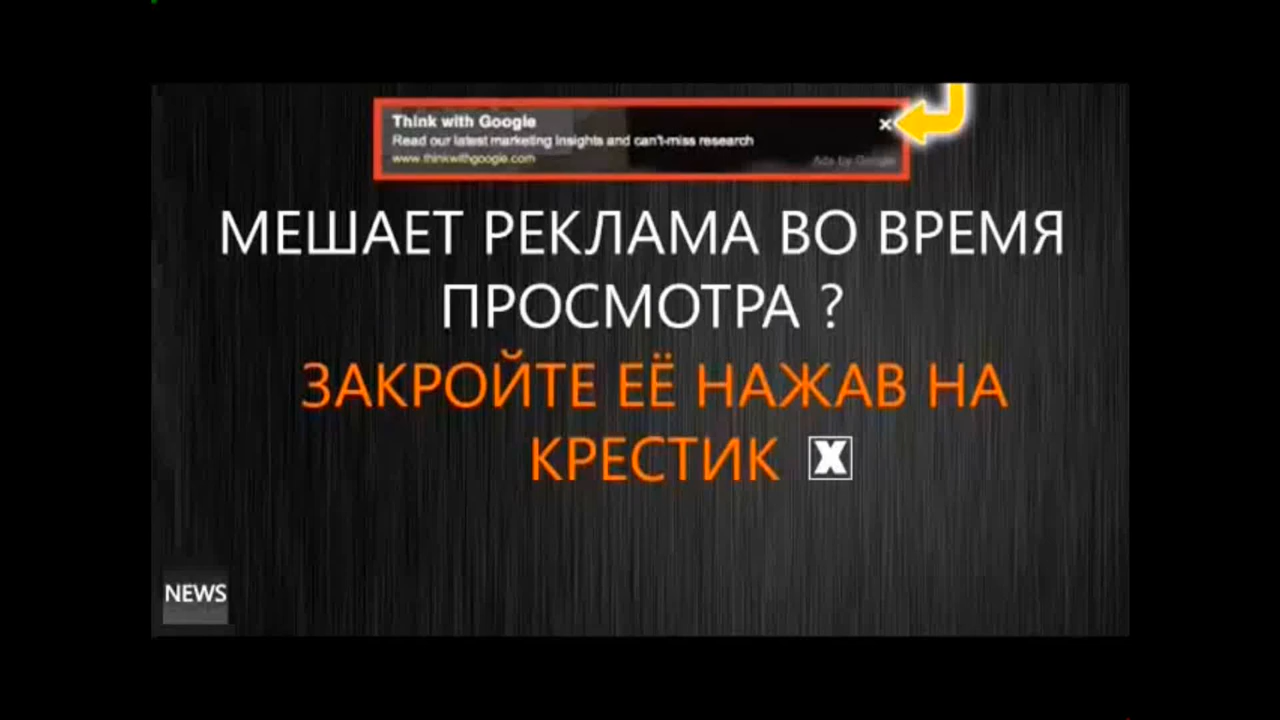 Think with Google
Read our latest marketing insights and can't-miss research
www.thinkwithgoogle.com
Ads by Google
МЕШАЕТ РЕКЛАМА ВО ВРЕМЯ
ПРОСМОТРА ?
ЗАКРОЙТЕ ЕЁ НАЖАВ НА
КРЕСТИК X
NEWS